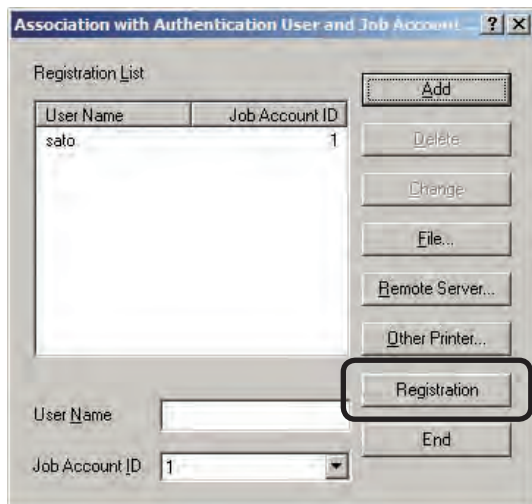 Association with Authentication User and Job Account ...
Registration List
User Name Job Account ID
sato 1
Add
Delete
Change
File...
Remote Server...
Other Printer...
Registration
End
User Name
Job Account ID 1